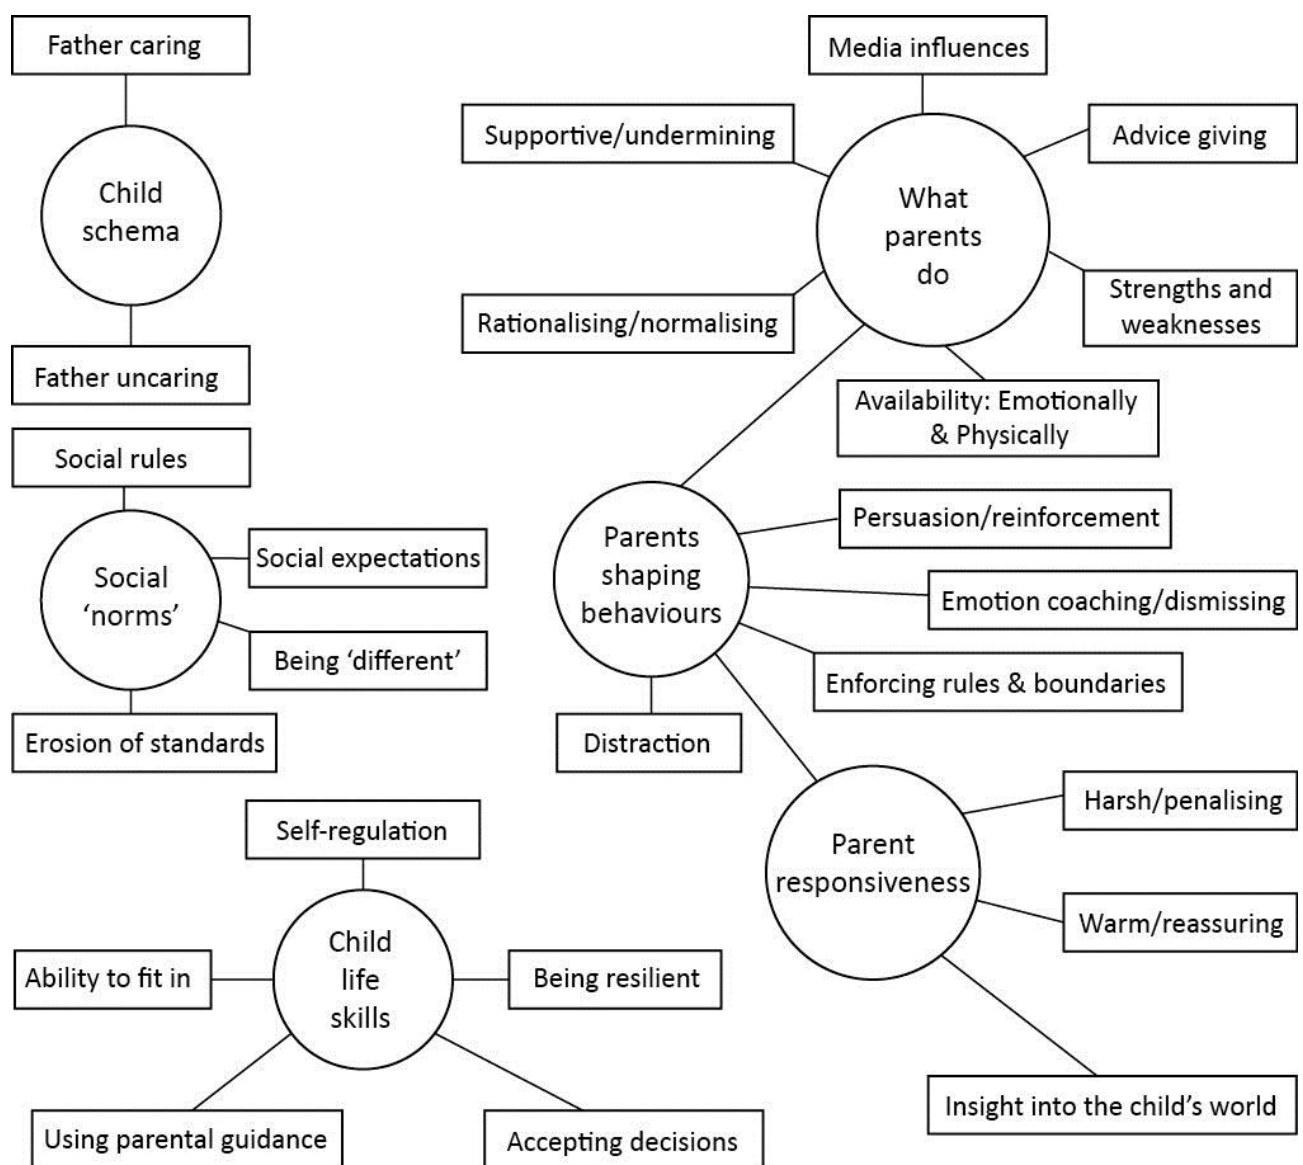 Father caring
Child
schema
Father uncaring
Social rules
Social expectations
Social
‘norms’
Being ‘different’
Erosion of standards
Self-regulation
Ability to fit in
Child
life
skills
Being resilient
Using parental guidance
Accepting decisions
Media influences
Supportive/undermining
Advice giving
What
parents
do
Rationalising/normalising
Strengths and
weaknesses
Availability: Emotionally
& Physically
Parents
shaping
behaviours
Persuasion/reinforcement
Emotion coaching/dismissing
Enforcing rules & boundaries
Distraction
Parent
responsiveness
Harsh/penalising
Warm/reassuring
Insight into the child’s world